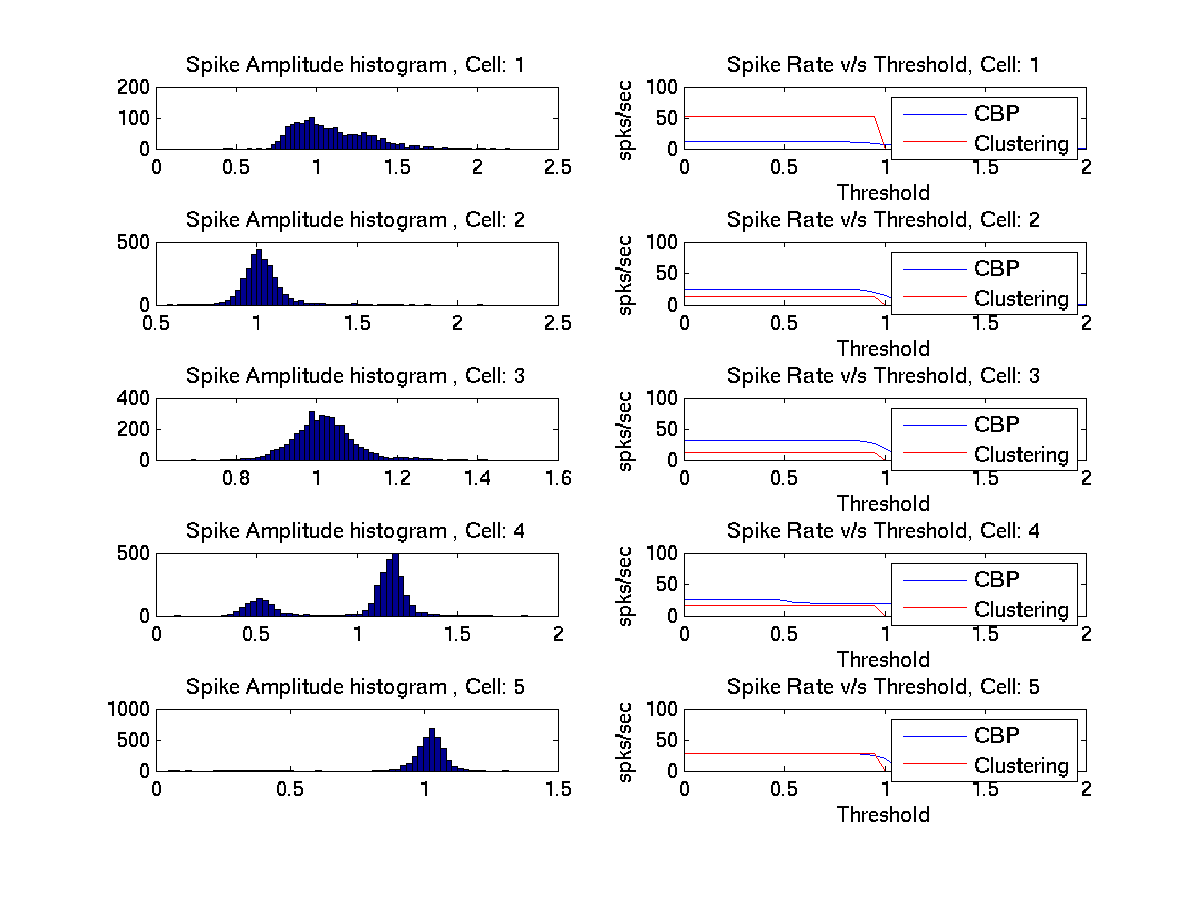 Spike Amplitude histogram , Cell: 1
200
100
0
0 0.5 1 1.5 2 2.5
Spike Rate v/s Threshold, Cell: 1
spks/sec
100
50
0
CBP
Clustering
0 0.5 1 1.5 2
Threshold
Spike Amplitude histogram , Cell: 2
500
0
0.5 1 1.5 2 2.5
Spike Rate v/s Threshold, Cell: 2
spks/sec
100
50
0
CBP
Clustering
0 0.5 1 1.5 2
Threshold
Spike Amplitude histogram , Cell: 3
400
200
0
0.8 1 1.2 1.4 1.6
Spike Rate v/s Threshold, Cell: 3
spks/sec
100
50
0
CBP
Clustering
0 0.5 1 1.5 2
Threshold
Spike Amplitude histogram , Cell: 4
500
0
0 0.5 1 1.5 2
Spike Rate v/s Threshold, Cell: 4
spks/sec
100
50
0
CBP
Clustering
0 0.5 1 1.5 2
Threshold
Spike Amplitude histogram , Cell: 5
1000
500
0
0 0.5 1 1.5
Spike Rate v/s Threshold, Cell: 5
spks/sec
100
50
0
CBP
Clustering
0 0.5 1 1.5 2
Threshold